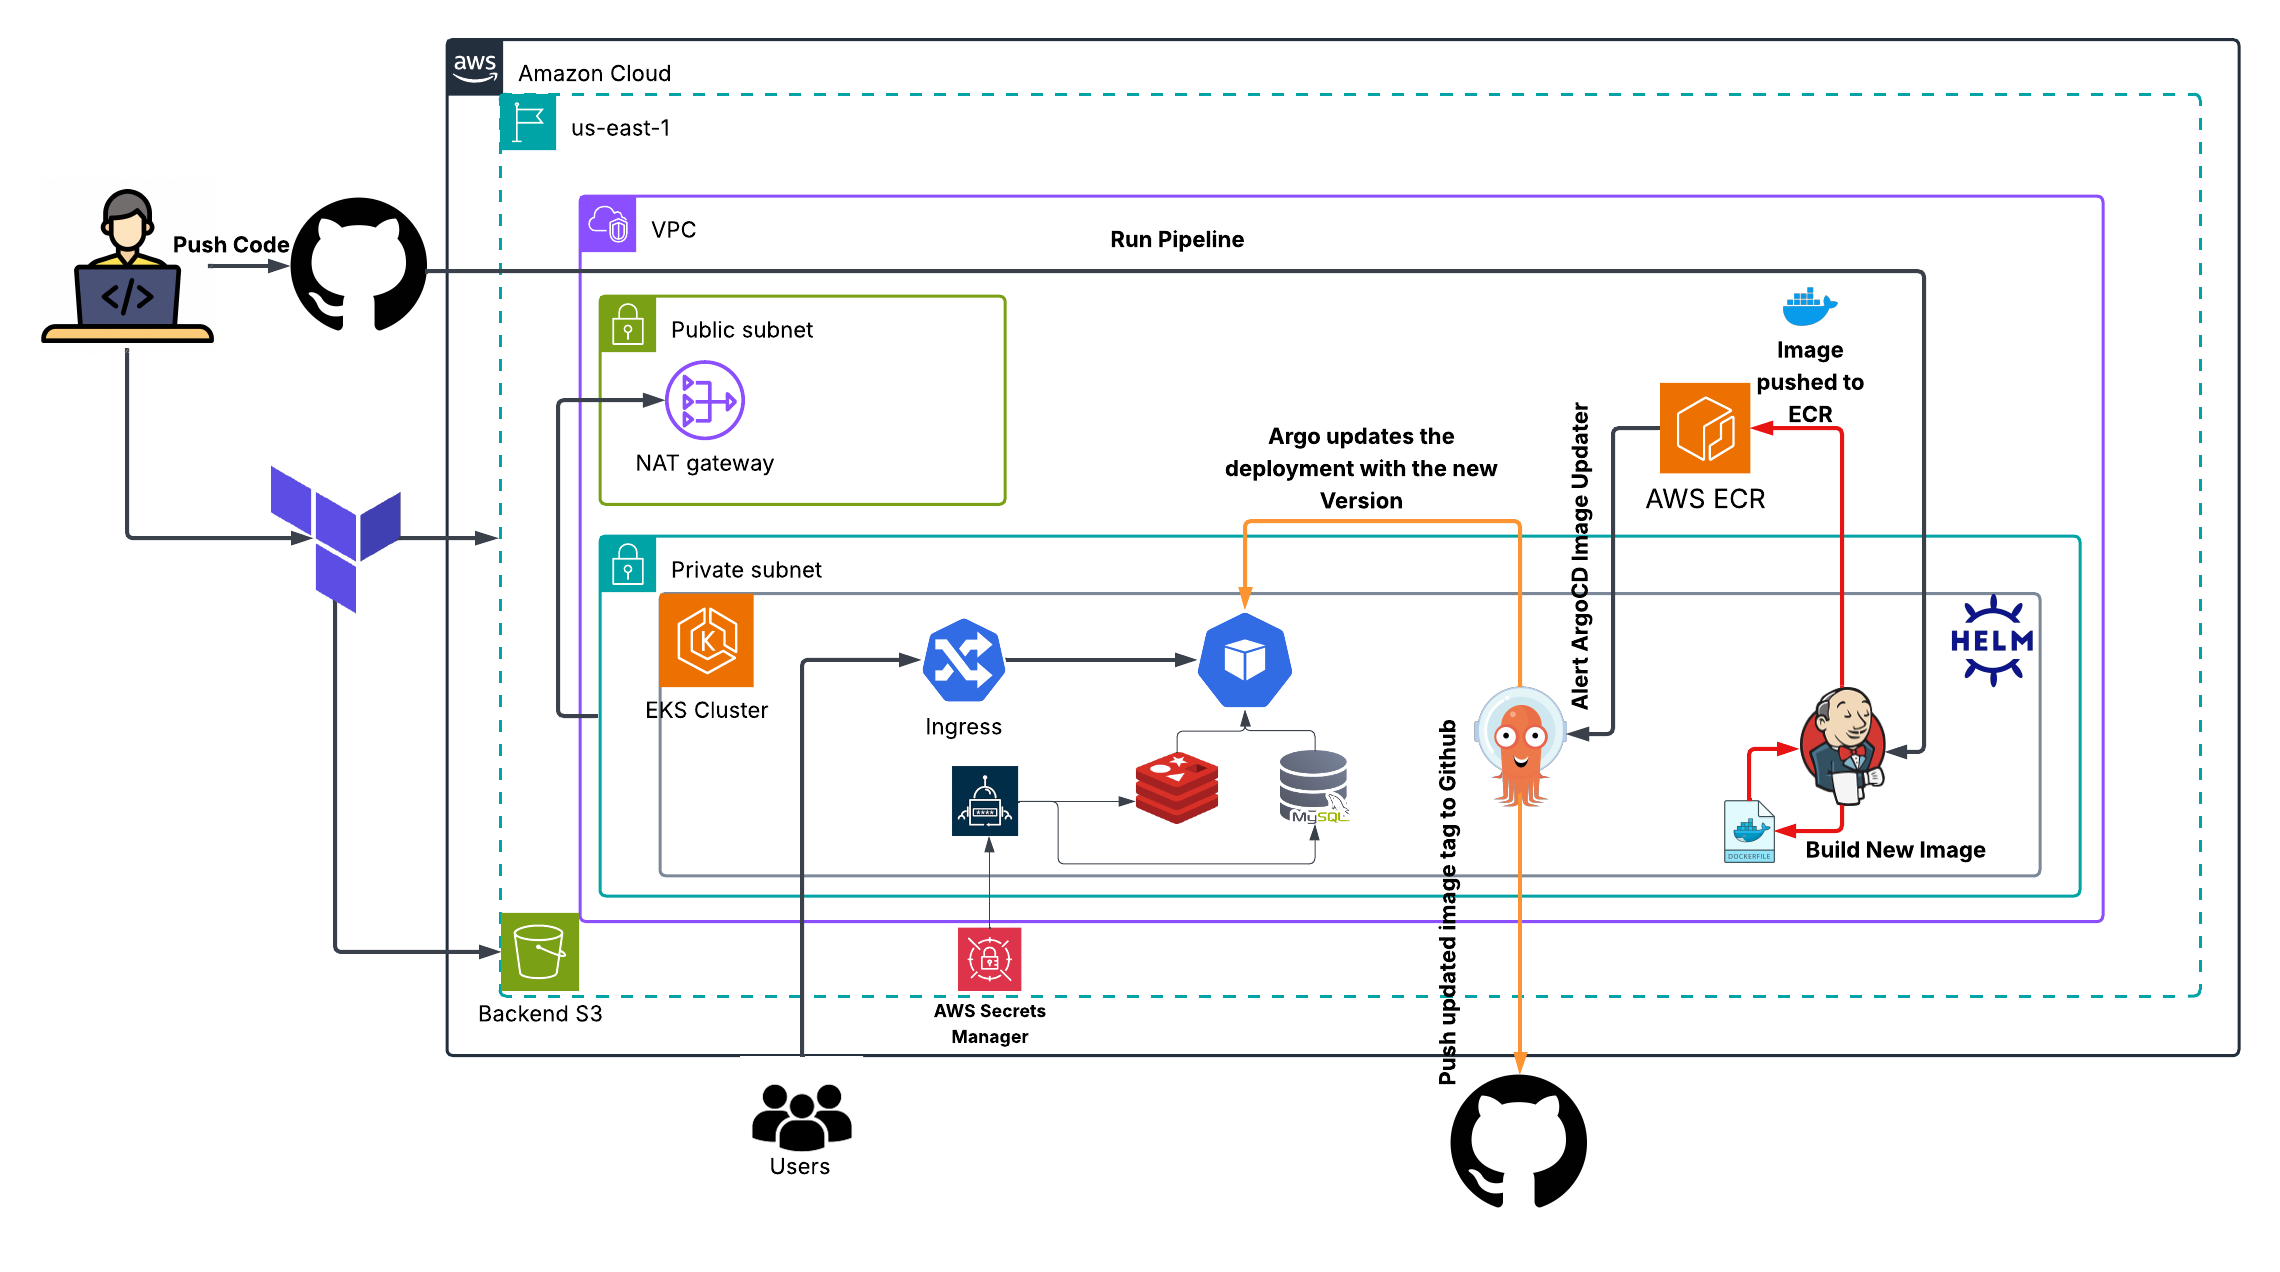 aws
Amazon Cloud
us-east-1
Push Code
VPC
Run Pipeline
Public subnet
NAT gateway
Image
pushed to
ECR
AWS ECR
Argo updates the
deployment with the new
Version
Alert ArgoCD Image Updater
Private subnet
K
EKS Cluster
Ingress
HELM
****
MySQL
DOCKERFILE
Build New Image
Push updated image tag to Github
Backend S3
AWS Secrets
Manager
Users